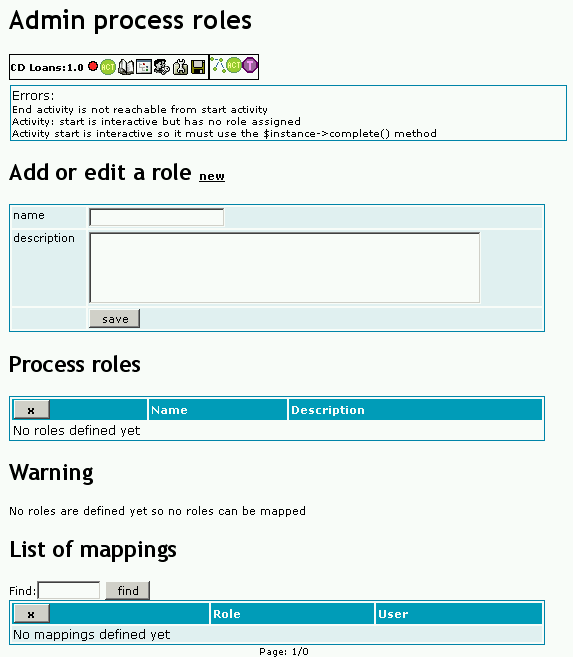 Admin process roles
CD Loans:1.0 ACT ACT T
Errors:
End activity is not reachable from start activity
Activity: start is interactive but has no role assigned
Activity start is interactive so it must use the $instance->complete() method
Add or edit a role new
name
description
save
Process roles
x Name Description
No roles defined yet
Warning
No roles are defined yet so no roles can be mapped
List of mappings
Find: find
x Role User
No mappings defined yet
Page: 1/0